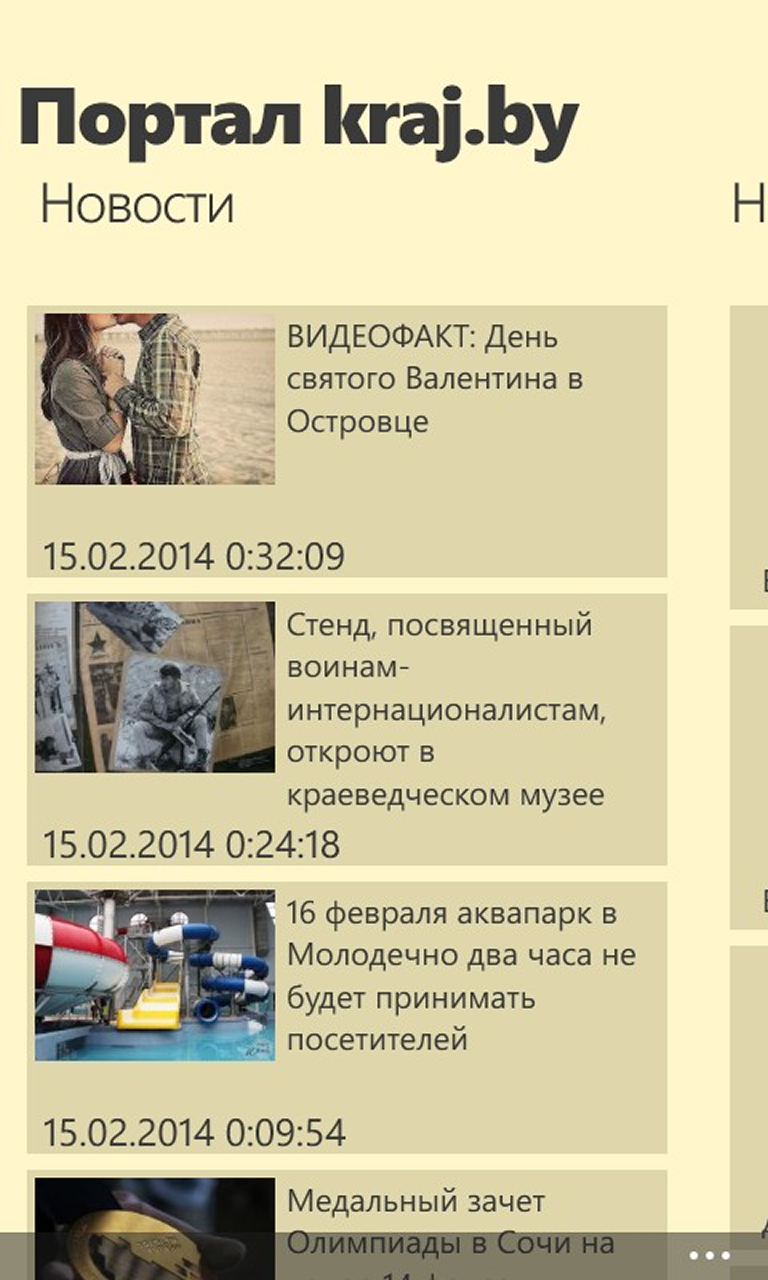 Портал kraj.by
Новости
Н
ВИДЕОФАКТ: День
святого Валентина в
Островце
15.02.2014 0:32:09
Стенд, посвященный
воинам-
интернационалистам,
откроют в
краеведческом музее
15.02.2014 0:24:18
16 февраля аквапарк в
Молодечно два часа не
будет принимать
посетителей
15.02.2014 0:09:54
Медальный зачет
Олимпиады в Сочи на